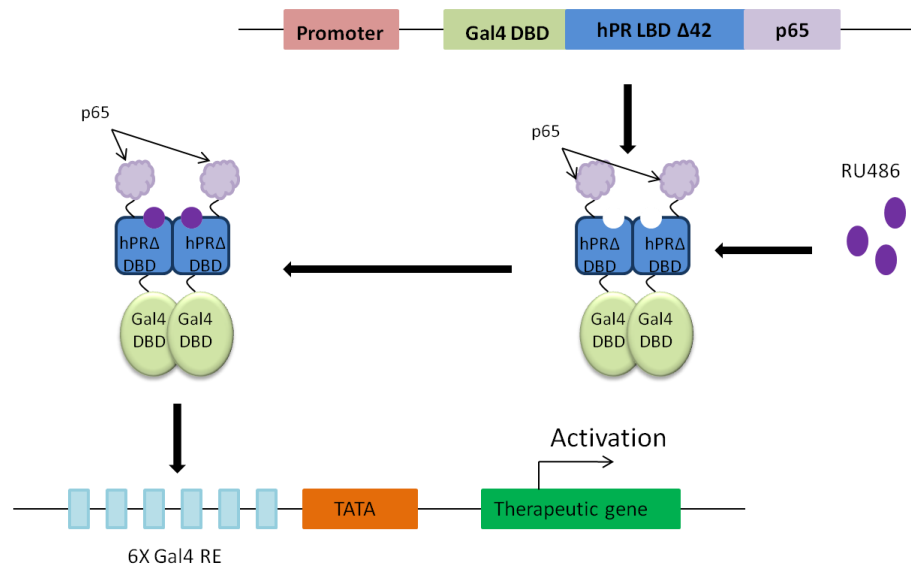 Promoter
Gal4 DBD
hPR LBD Δ42
p65
p65
p65
RU486
hPRΔ
DBD
hPRΔ
DBD
hPRΔ
DBD
hPRΔ
DBD
Gal4
DBD
Gal4
DBD
Gal4
DBD
Gal4
DBD
Activation
TATA
Therapeutic gene
6X Gal4 RE